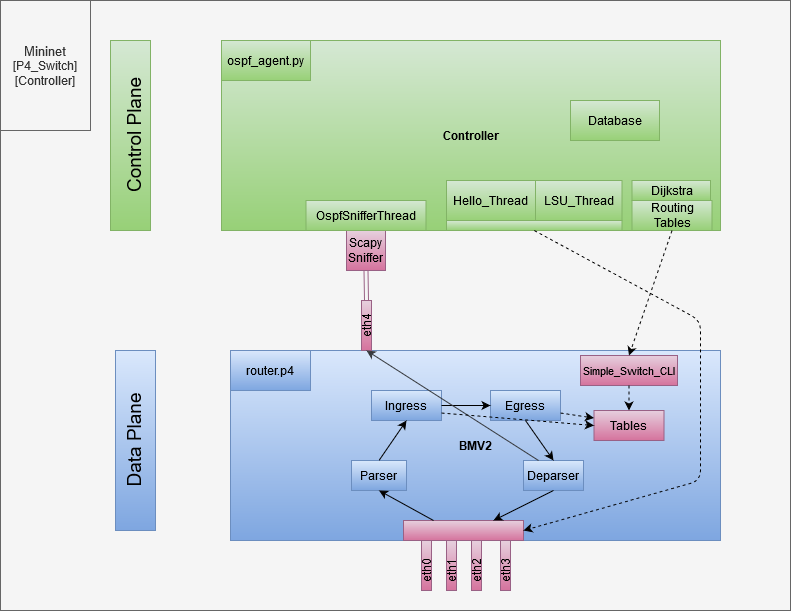 Mininet
[P4_Switch]
[Controller]
Control Plane
ospf_agent.py
Database
Controller
Hello_Thread
LSU_Thread
Dijkstra
Routing
Tables
OspfSnifferThread
Scapy
Sniffer
eth4
Data Plane
router.p4
Simple_Switch_CLI
Ingress
Egress
Tables
BMV2
Parser
Deparser
eth0
eth1
eth2
eth3